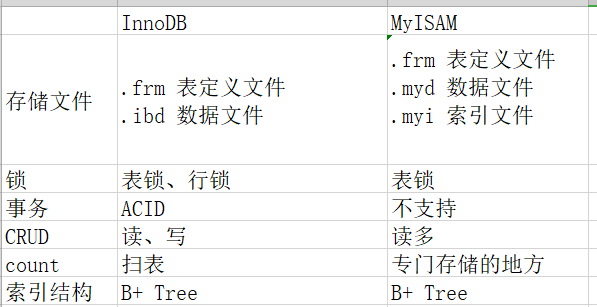 InnoDB MyISAM
存储文件 .frm 表定义文件 .ibd 数据文件 .frm 表定义文件 .myd 数据文件 .myi 索引文件
锁 表锁、行锁 表锁
事务 ACID 不支持
CRUD 读、写 读多
count 扫表 专门存储的地方
索引结构 B+ Tree B+ Tree